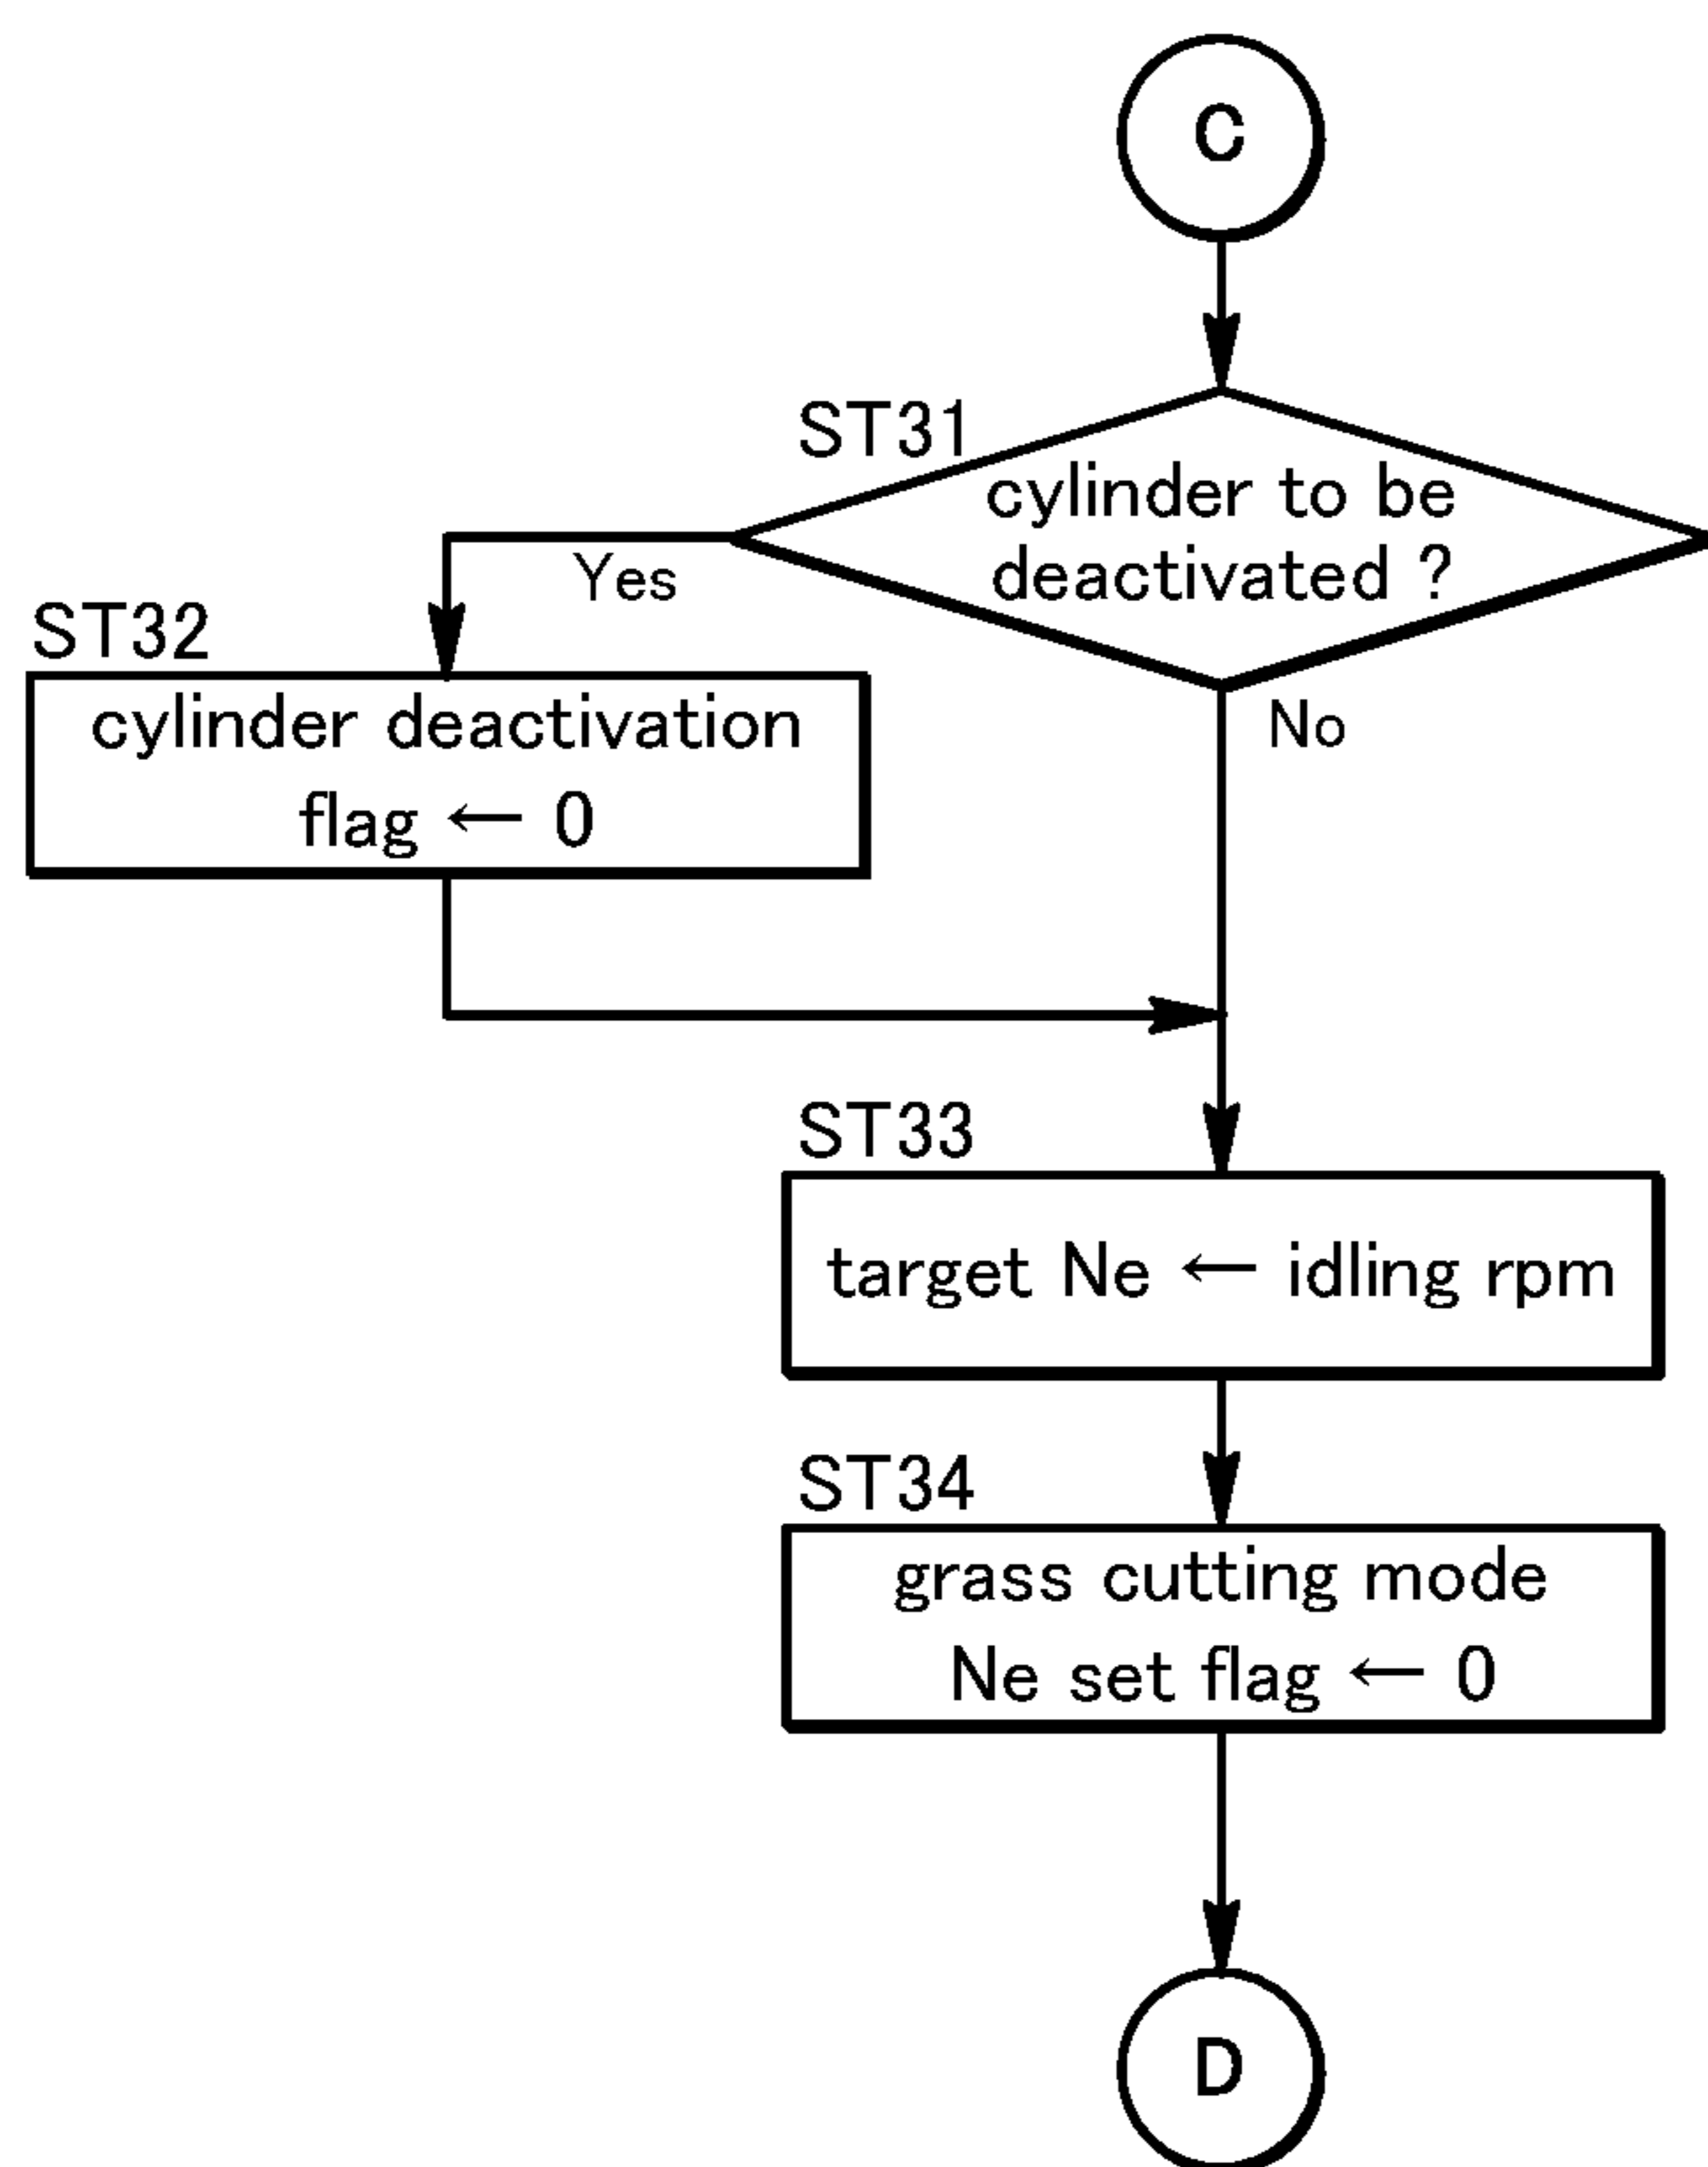 C
ST31
cylinder to be
deactivated ?
Yes
No
ST32
cylinder deactivation
flag ← 0
ST33
target Ne ← idling rpm
ST34
grass cutting mode
Ne set flag ← 0
D